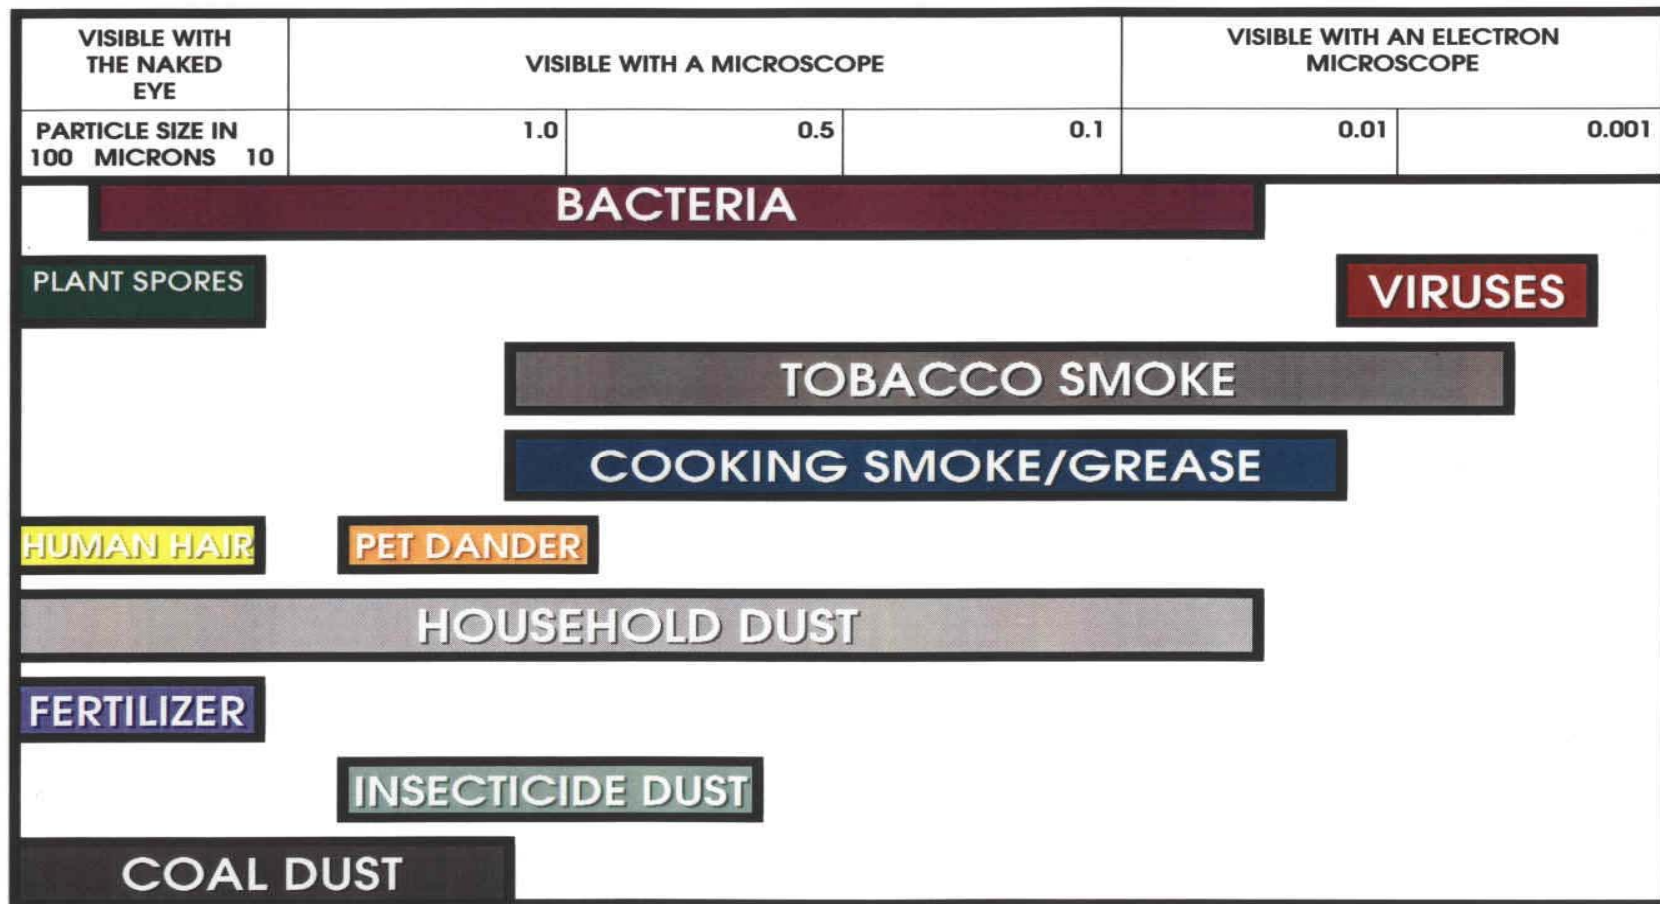 VISIBLE WITH
THE NAKED
EYE
VISIBLE WITH A MICROSCOPE
VISIBLE WITH AN ELECTRON
MICROSCOPE
PARTICLE SIZE IN
100 MICRONS 10
1.0
0.5
0.1
0.01
0.001
BACTERIA
PLANT SPORES
VIRUSES
TOBACCO SMOKE
COOKING SMOKE/GREASE
HUMAN HAIR
PET DANDER
HOUSEHOLD DUST
FERTILIZER
INSECTICIDE DUST
COAL DUST